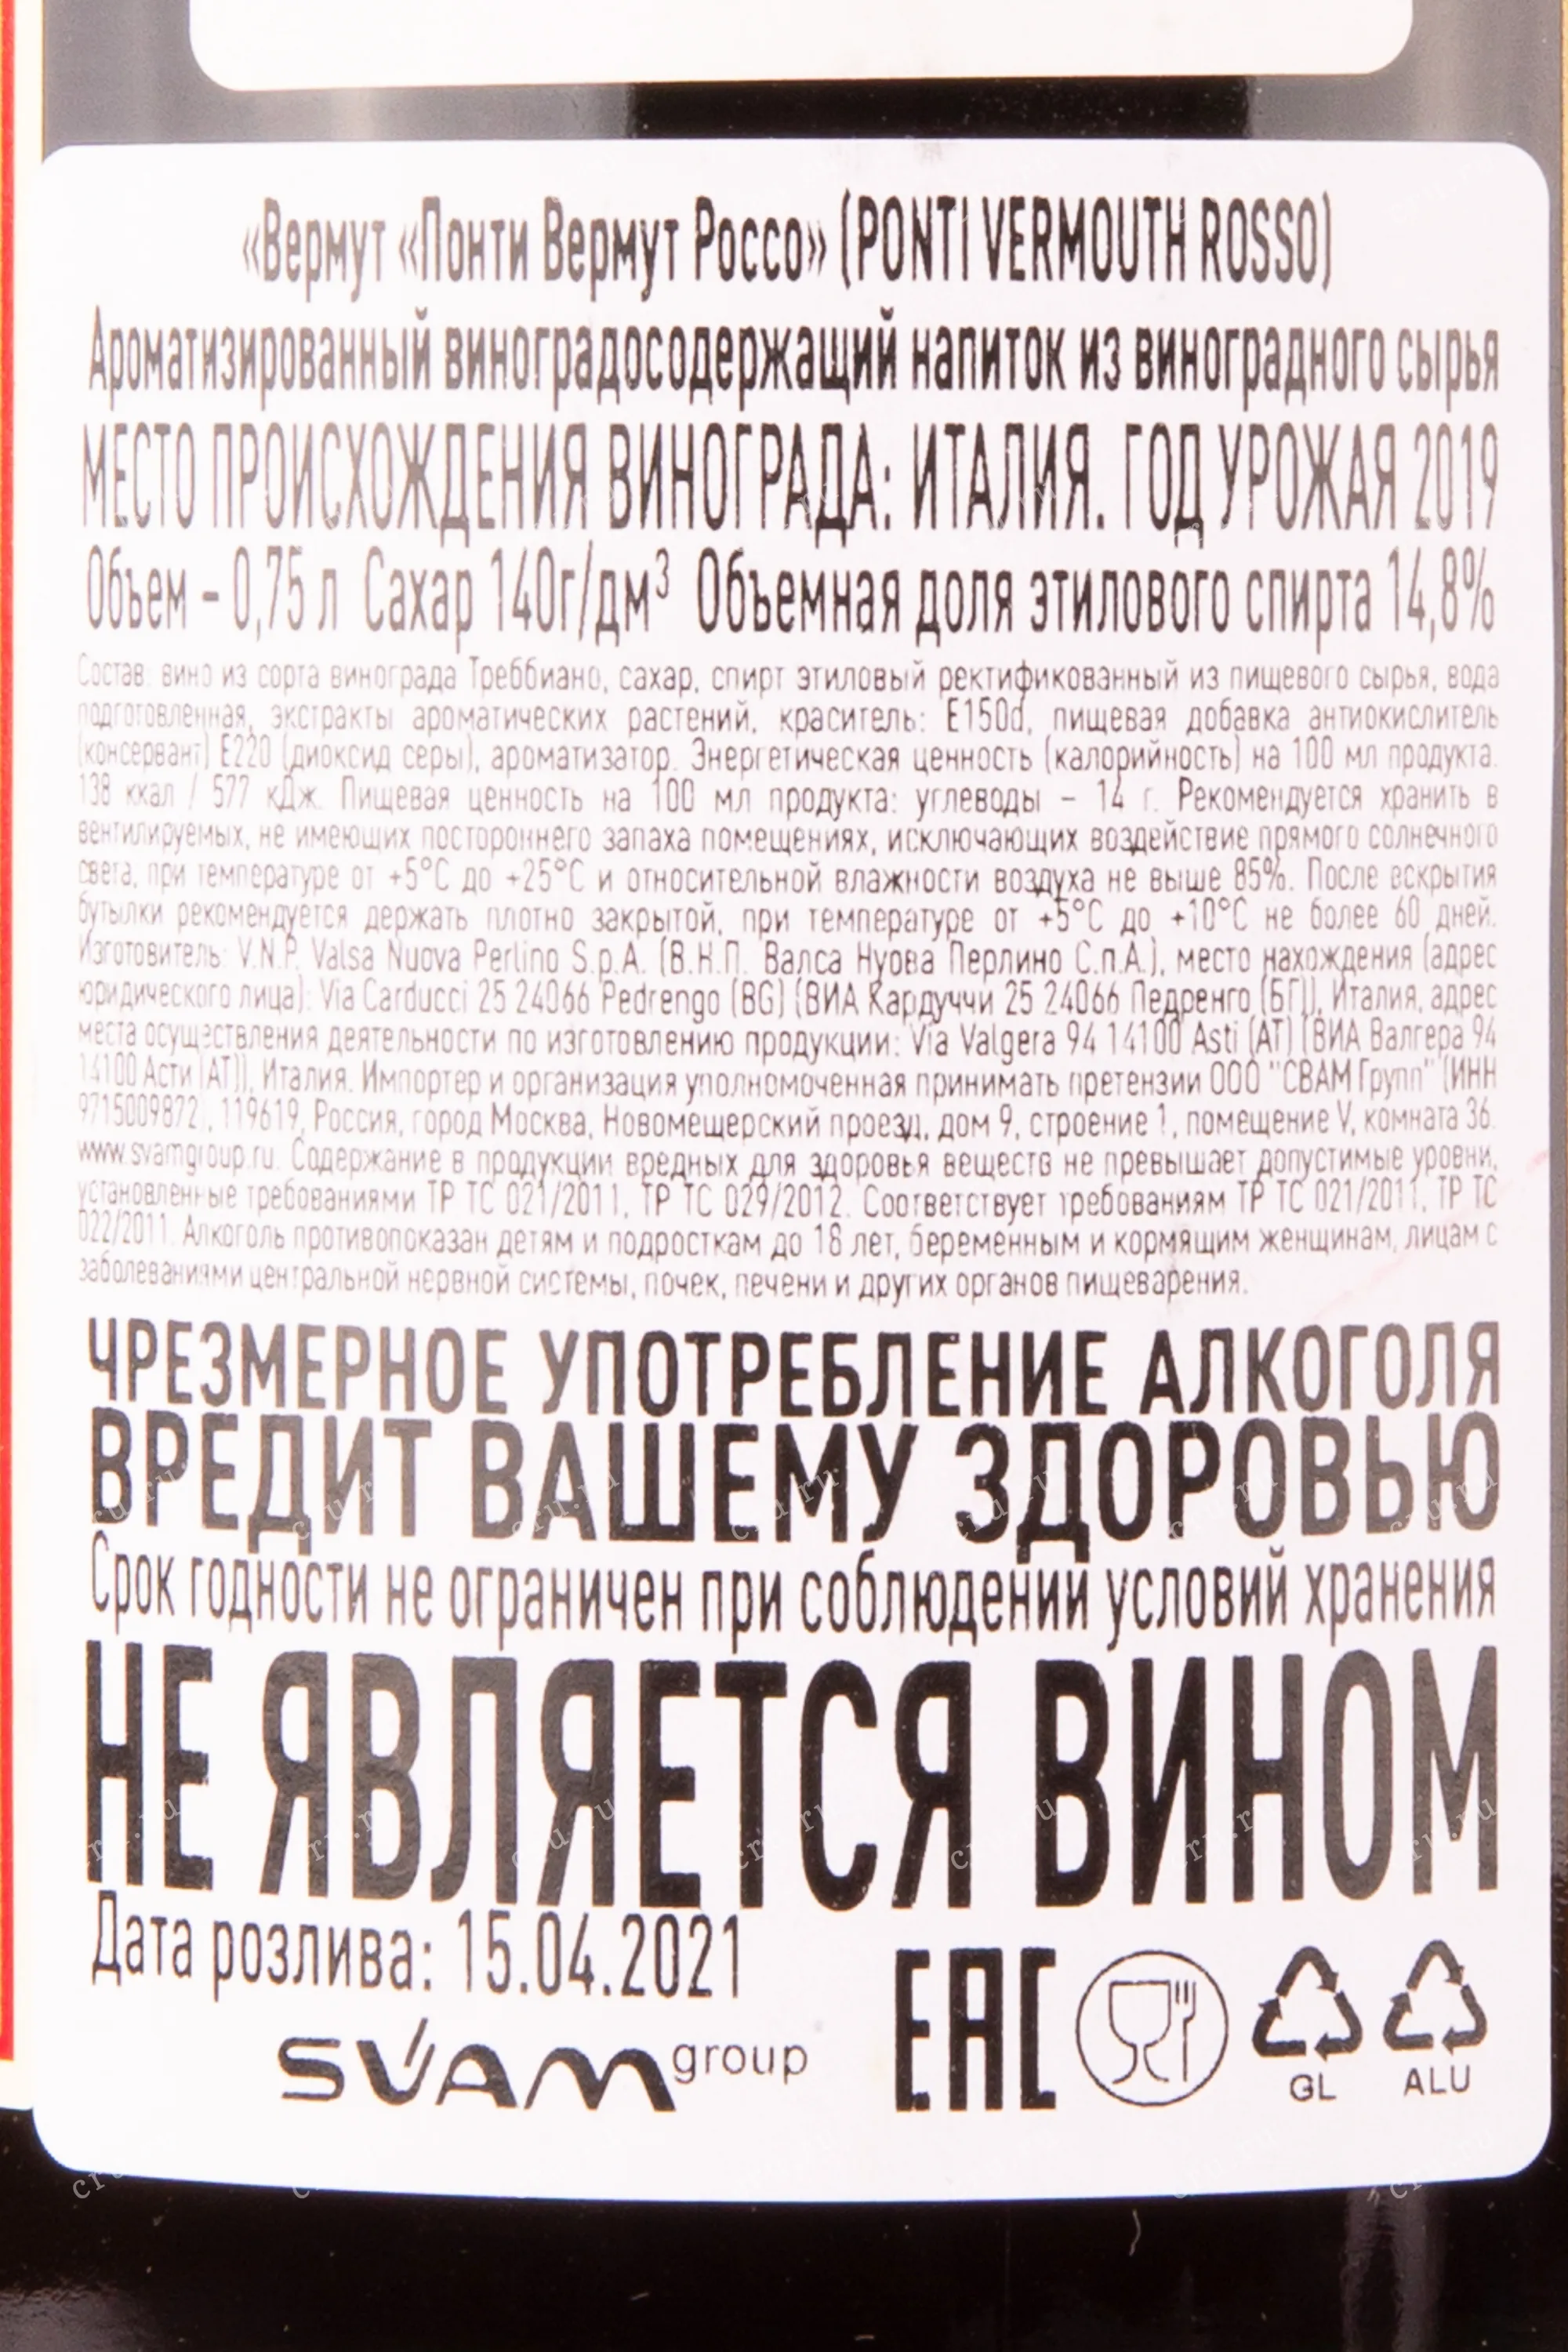 «Вермут «Понти Вермут Россо» (PONTI VERMOUTH ROSSO)
Ароматизированный виноградосодержащий напиток из виноградного сырья
МЕСТО ПРОИСХОЖДЕНИЯ ВИНОГРАДА: ИТАЛИЯ. ГОД УРОЖАЯ 2019
Объем – 0,75 л Сахар 140г/дм³ Объемная доля этилового спирта 14,8%
Состав: вино из сорта винограда Треббиано, сахар, спирт этиловый ректификованный из пищевого сырья, вода
подготовленная, экстракты ароматических растений, краситель: Е150d, пищевая добавка антиокислитель
(консервант) Е220 (диоксид серы), ароматизатор. Энергетическая ценность (калорийность) на 100 мл продукта:
138 ккал / 577 кДж. Пищевая ценность на 100 мл продукта: углеводы – 14 г. Рекомендуется хранить в
вентилируемых, не имеющих постороннего запаха помещениях, исключающих воздействие прямого солнечного
света, при температуре от +5°С до +25°С и относительной влажности воздуха не выше 85%. После вскрытия
бутылки рекомендуется держать плотно закрытой, при температуре от +5°С до +10°С не более 60 дней.
Изготовитель: V.N.P. Valsa Nuova Perlino S.p.A. (В.Н.П. Валса Нуова Перлино С.п.А.), место нахождения (адрес
юридического лица): Via Carducci 25 24066 Pedrengo (BG) (ВИА Кардуччи 25 24066 Педренго (БГ)), Италия, адрес
места осуществления деятельности по изготовлению продукции: Via Valgera 94 14100 Asti (AT) (ВИА Валгера 94
14100 Асти (АТ)), Италия. Импортер и организация уполномоченная принимать претензии ООО "СВАМ Групп" (ИНН
9715009872), 119619, Россия, город Москва, Новомещерский проезд, дом 9, строение 1, помещение V, комната 36.
www.svamgroup.ru. Содержание в продукции вредных для здоровья веществ не превышает допустимые уровни,
установленные требованиями ТР ТС 021/2011, ТР ТС 029/2012. Соответствует требованиям ТР ТС 021/2011, ТР ТС
022/2011. Алкоголь противопоказан детям и подросткам до 18 лет, беременным и кормящим женщинам, лицам с
заболеваниями центральной нервной системы, почек, печени и других органов пищеварения.
ЧРЕЗМЕРНОЕ УПОТРЕБЛЕНИЕ АЛКОГОЛЯ
ВРЕДИТ ВАШЕМУ ЗДОРОВЬЮ
Срок годности не ограничен при соблюдении условий хранения
НЕ ЯВЛЯЕТСЯ ВИНОМ
Дата розлива: 15.04.2021
SVAM group
EAC
GL
ALU